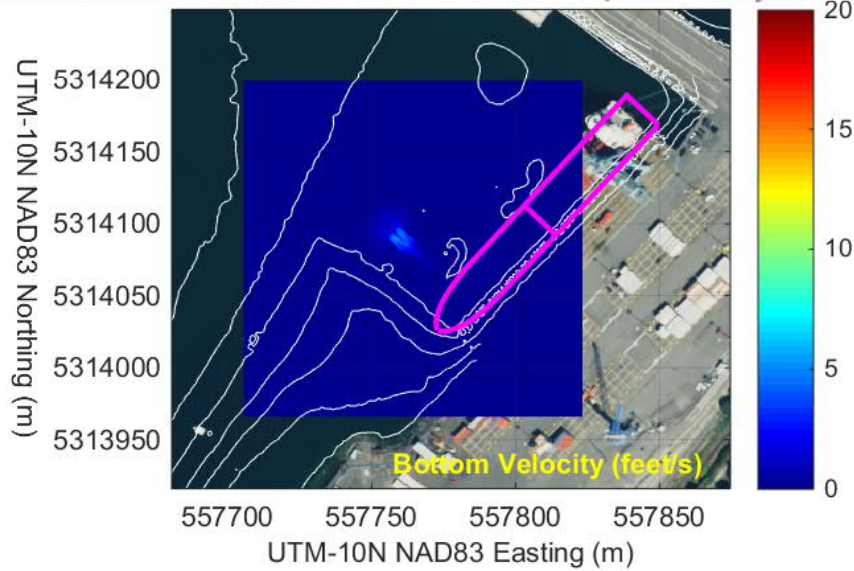 20
5314200
5314150
5314100
5314050
5314000
5313950
UTM-10N NAD83 Northing (m)
15
10
5
0
Bottom Velocity (feet/s)
557700 557750 557800 557850
UTM-10N NAD83 Easting (m)